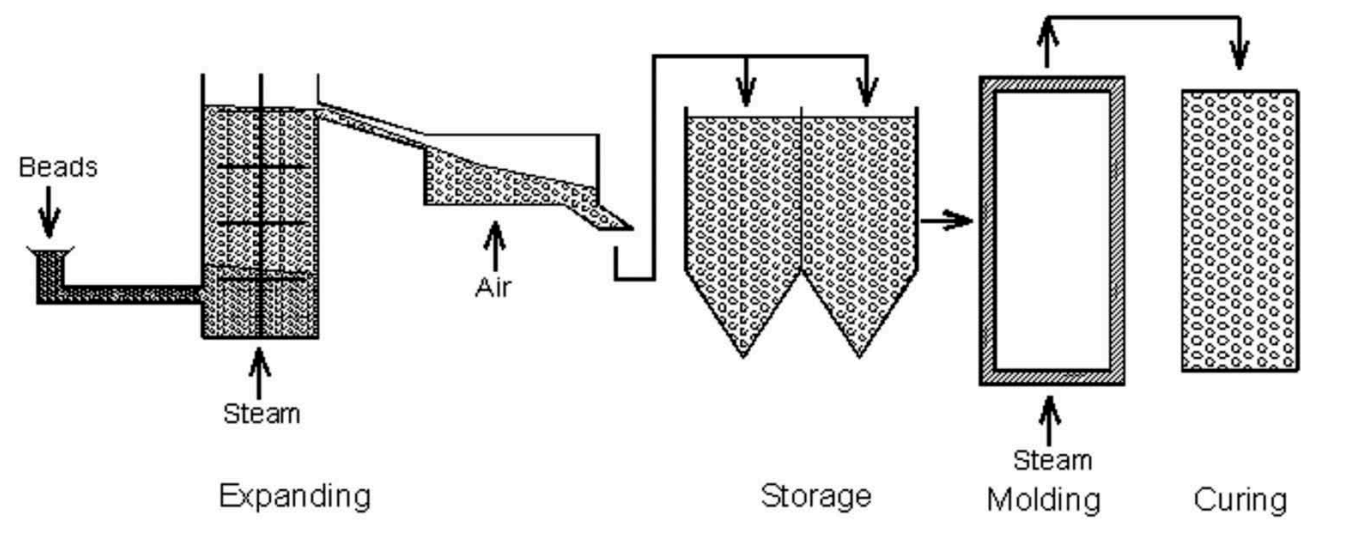 Beads
Air
Steam
Steam
Expanding
Storage
Molding
Curing